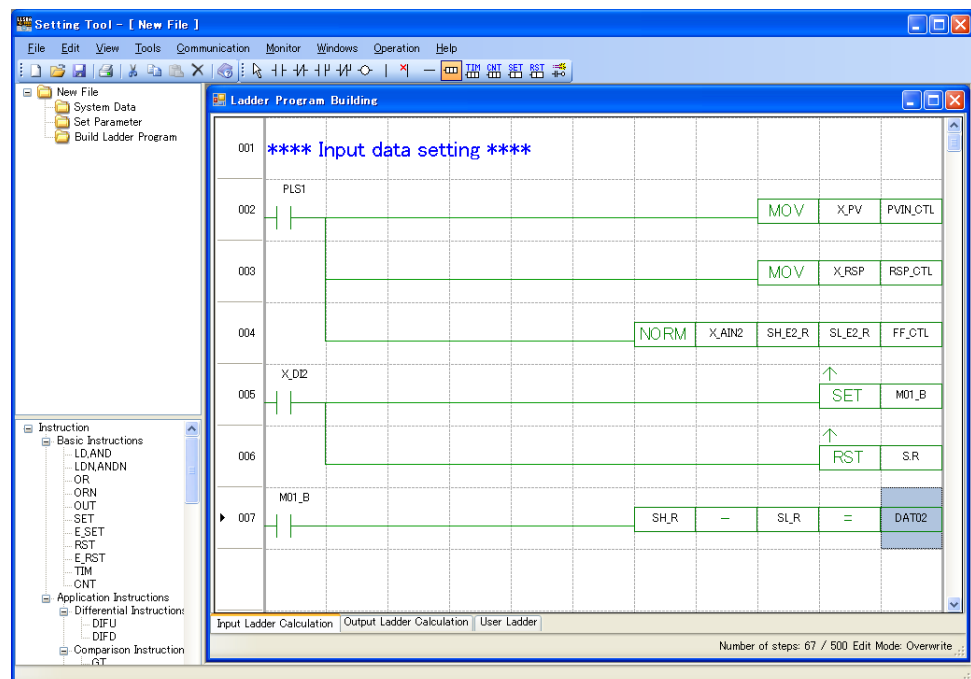 Setting Tool - [ New File ]
File Edit View Tools Communication Monitor Windows Operation Help
TIM CNT SET RST
New File
System Data
Set Parameter
Build Ladder Program
Ladder Program Building
001 **** Input data setting ****
PLS1
002 MOV X_PV PVIN_CTL
003 MOV X_RSP RSP_CTL
004 NORM X_AIN2 SH_E2_R SL_E2_R FF_CTL
X_DI2
005 SET M01_B
006 RST S.R
M01_B
007 SH_R − SL_R = DAT02
Instruction
Basic Instructions
LD,AND
LDN,ANDN
OR
ORN
OUT
SET
E_SET
RST
E_RST
TIM
CNT
Application Instructions
Differential Instructions
DIFU
DIFD
Comparison Instruction
GT
Input Ladder Calculation Output Ladder Calculation User Ladder
Number of steps: 67 / 500 Edit Mode: Overwrite